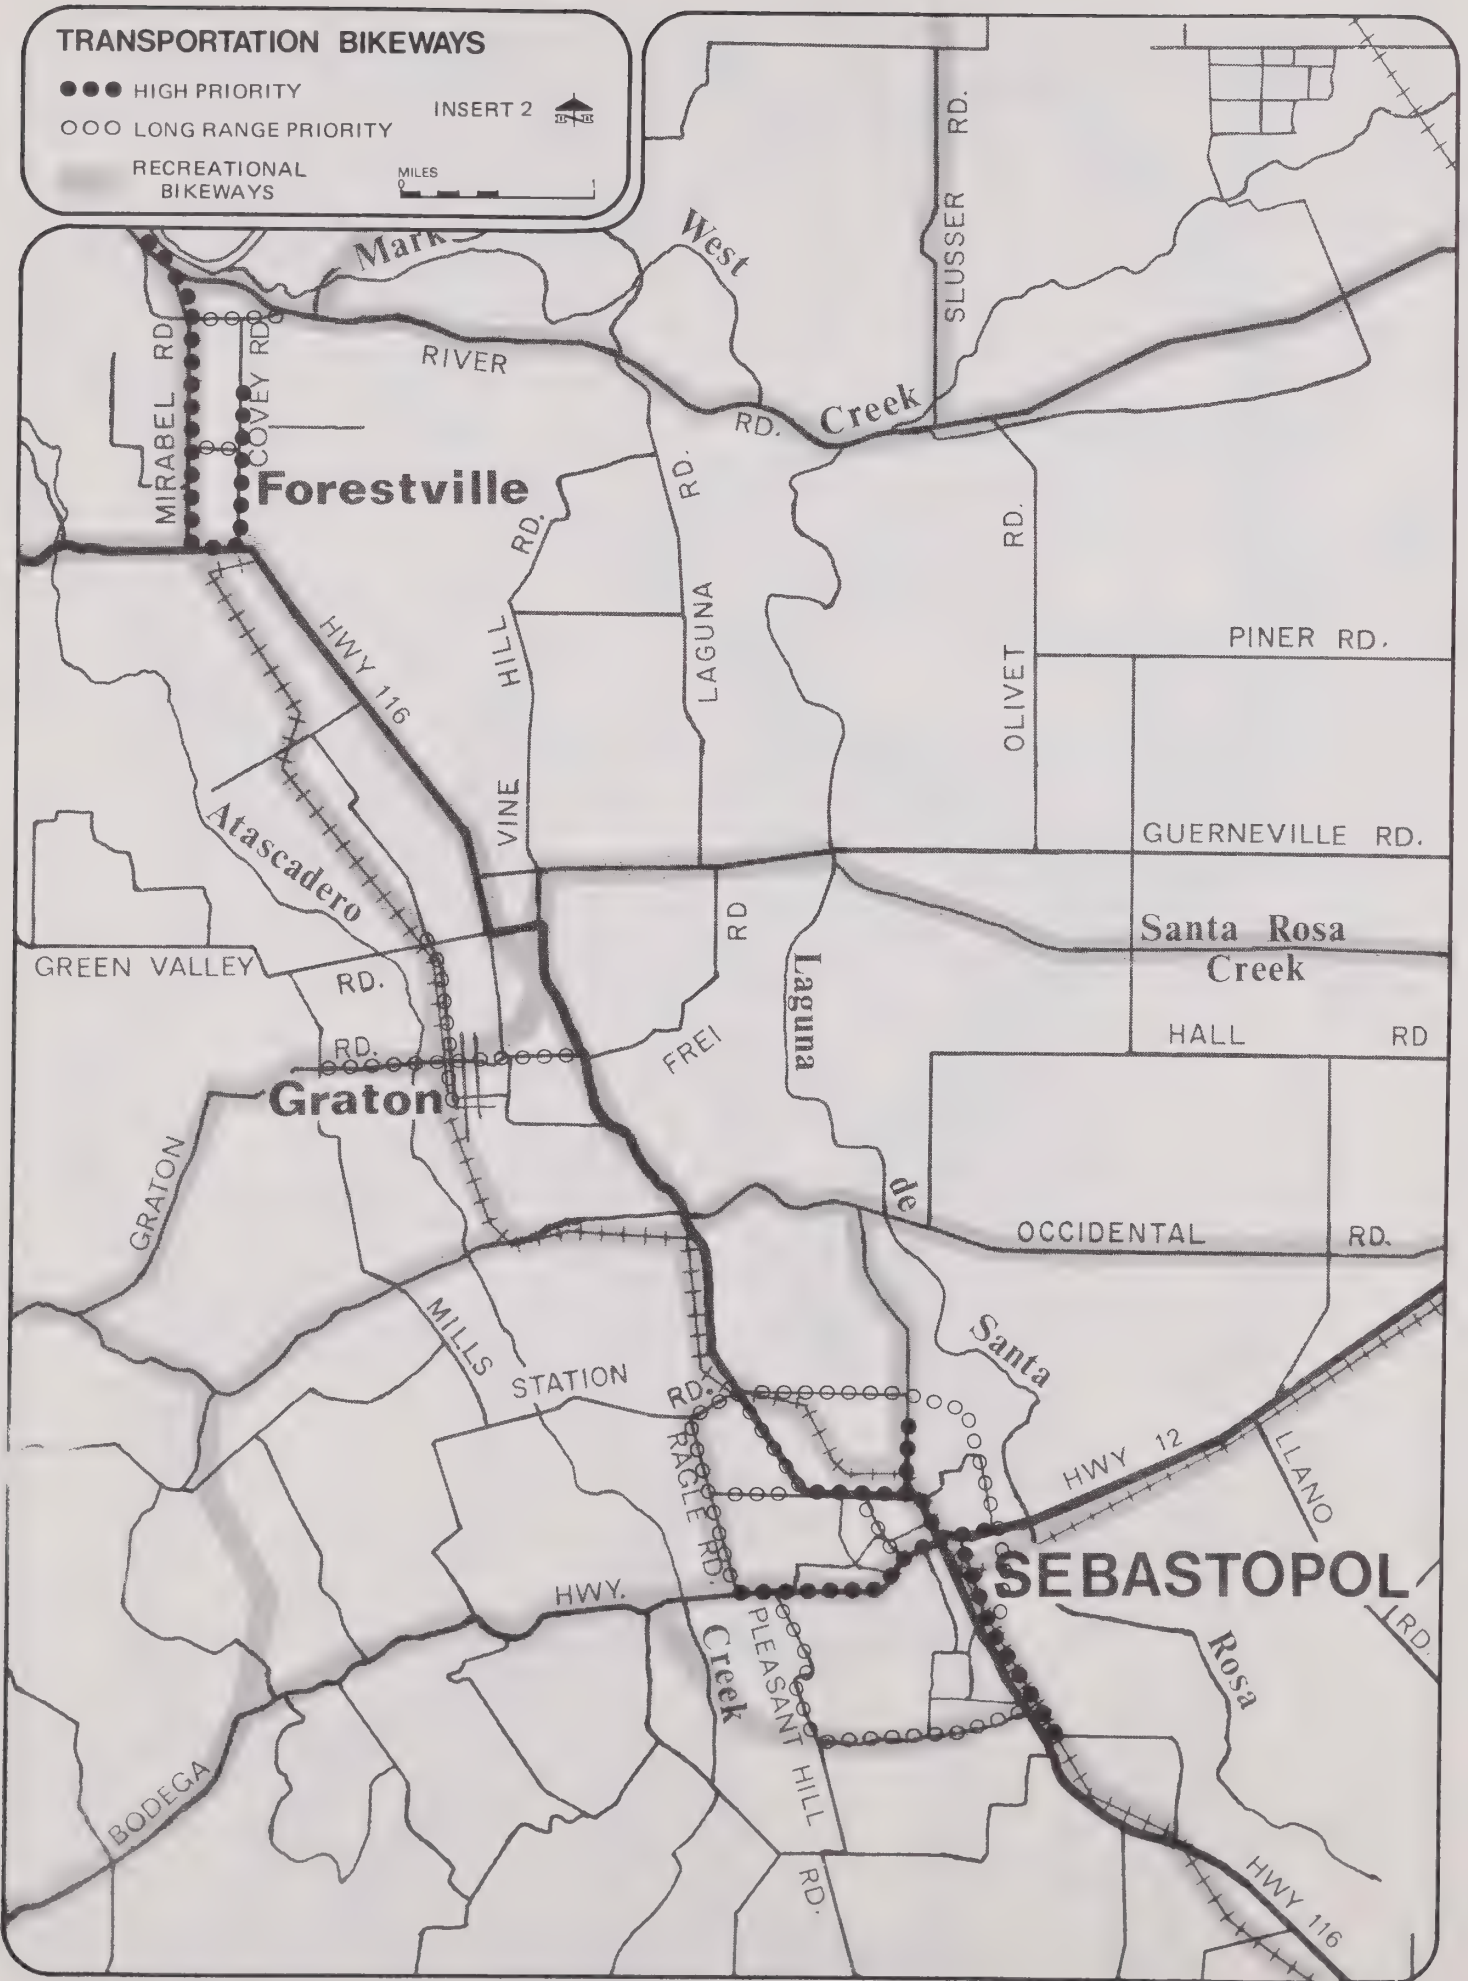 TRANSPORTATION BIKEWAYS
HIGH PRIORITY
LONG RANGE PRIORITY
INSERT 2
RECREATIONAL
BIKEWAYS
MILES
0 1
Mark
West
SLUSSER RD.
MIRABEL RD
COVEY RD
RIVER
RD.
Creek
Forestville
VINE HILL RD.
LAGUNA RD.
OLIVET RD.
PINER RD.
HWY 116
GUERNEVILLE RD.
Atascadero
Santa Rosa
Creek
GREEN VALLEY
RD.
RD
Laguna
HALL RD
FREI
RD.
Graton
GRATON
de
OCCIDENTAL RD.
MILLS
STATION
RD.
Santa
RAGLE RD.
HWY 12
LLANO
RD.
SEBASTOPOL
HWY.
Creek
PLEASANT HILL
RD.
Rosa
BODEGA
HWY 116